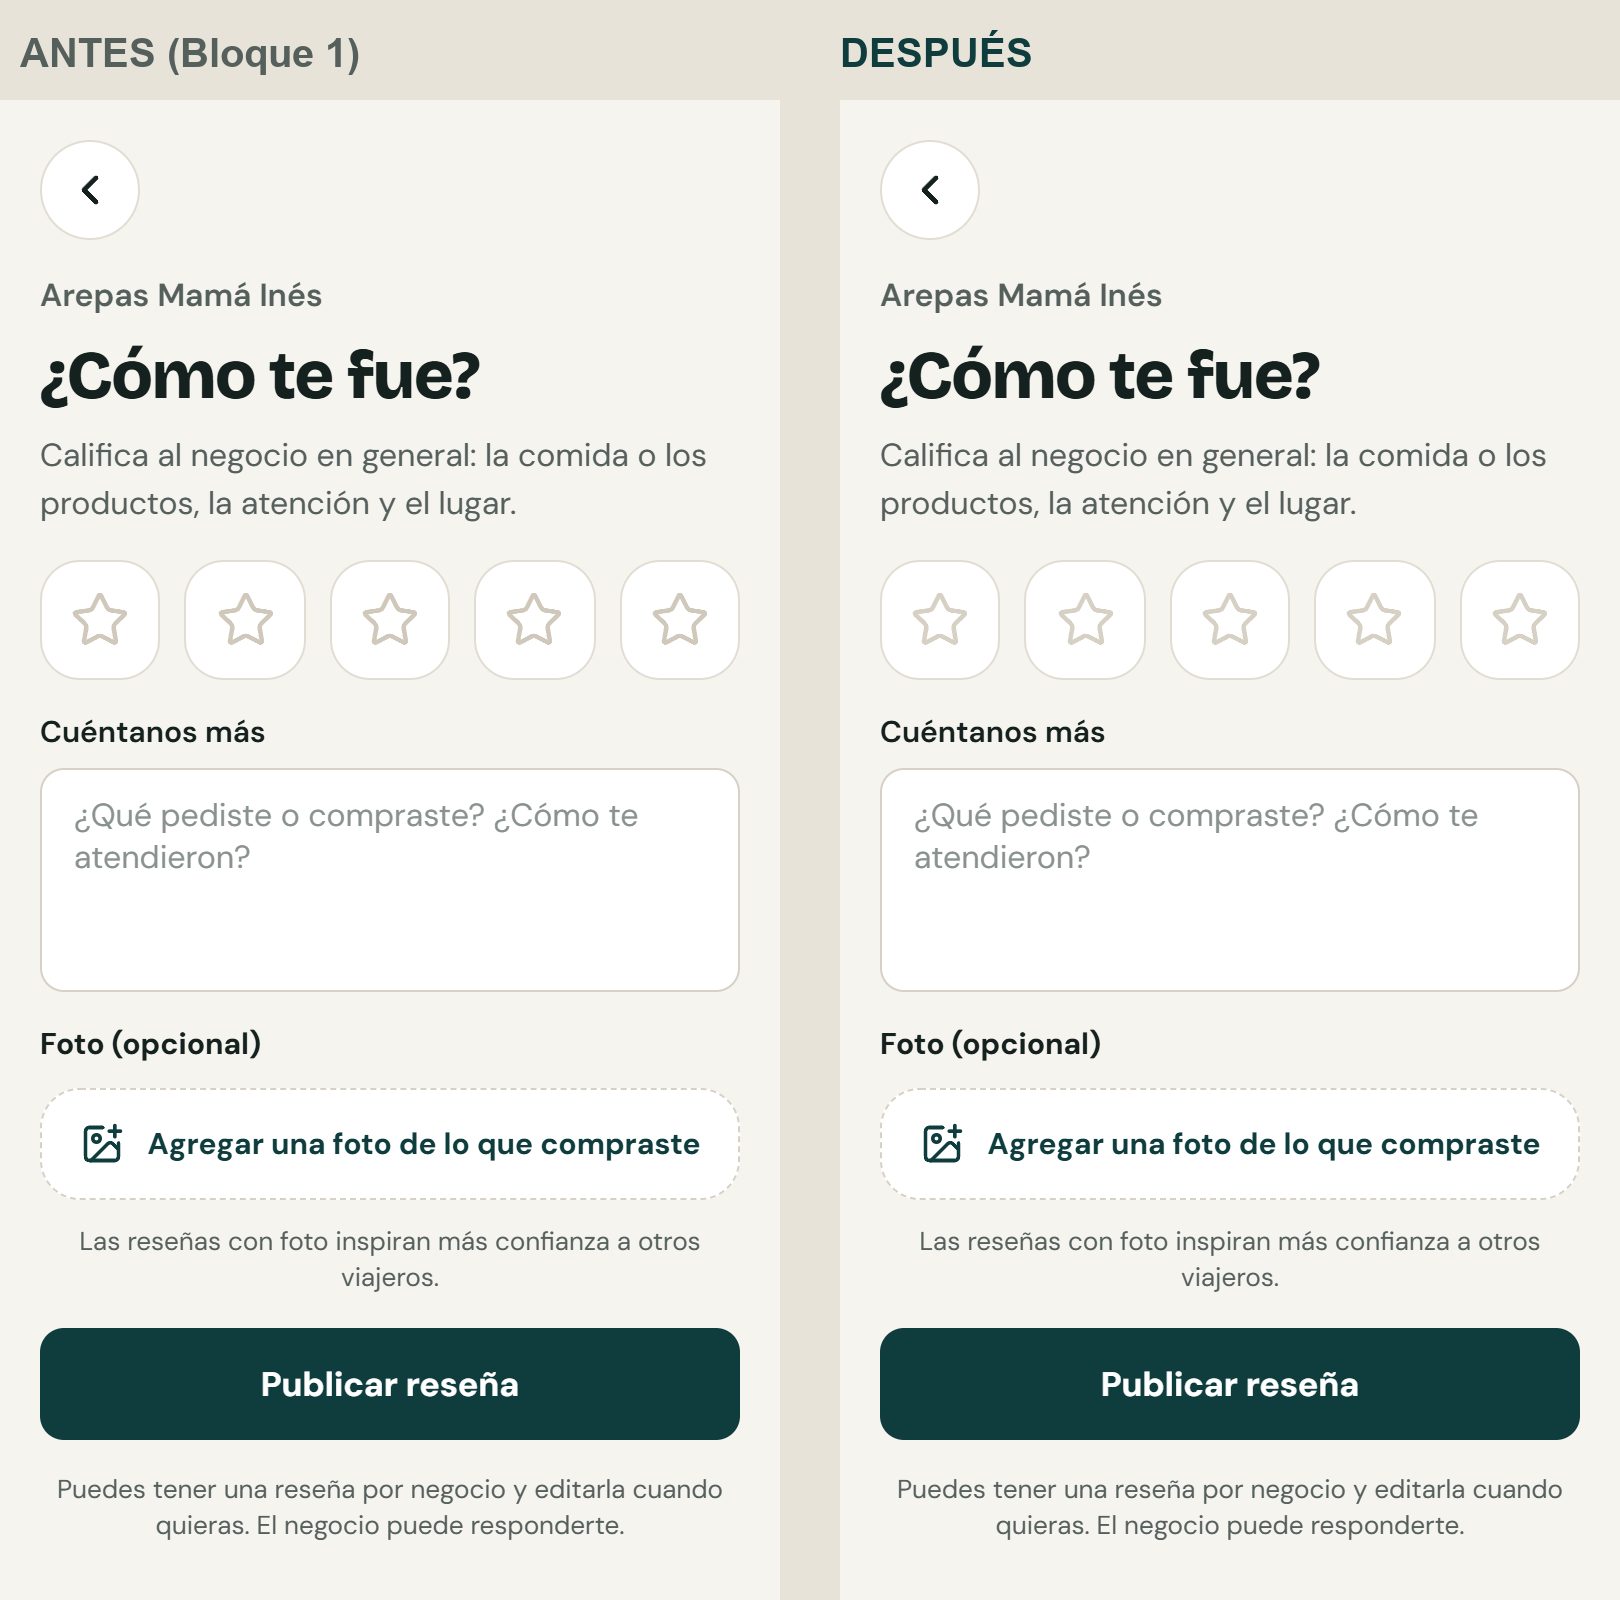 ANTES (Bloque 1)
Arepas Mamá Inés
¿Cómo te fue?
Califica al negocio en general: la comida o los
productos, la atención y el lugar.
Cuéntanos más
¿Qué pediste o compraste? ¿Cómo te
atendieron?
Foto (opcional)
Agregar una foto de lo que compraste
Las reseñas con foto inspiran más confianza a otros
viajeros.
Publicar reseña
Puedes tener una reseña por negocio y editarla cuando
quieras. El negocio puede responderte.
DESPUÉS
Arepas Mamá Inés
¿Cómo te fue?
Califica al negocio en general: la comida o los
productos, la atención y el lugar.
Cuéntanos más
¿Qué pediste o compraste? ¿Cómo te
atendieron?
Foto (opcional)
Agregar una foto de lo que compraste
Las reseñas con foto inspiran más confianza a otros
viajeros.
Publicar reseña
Puedes tener una reseña por negocio y editarla cuando
quieras. El negocio puede responderte.